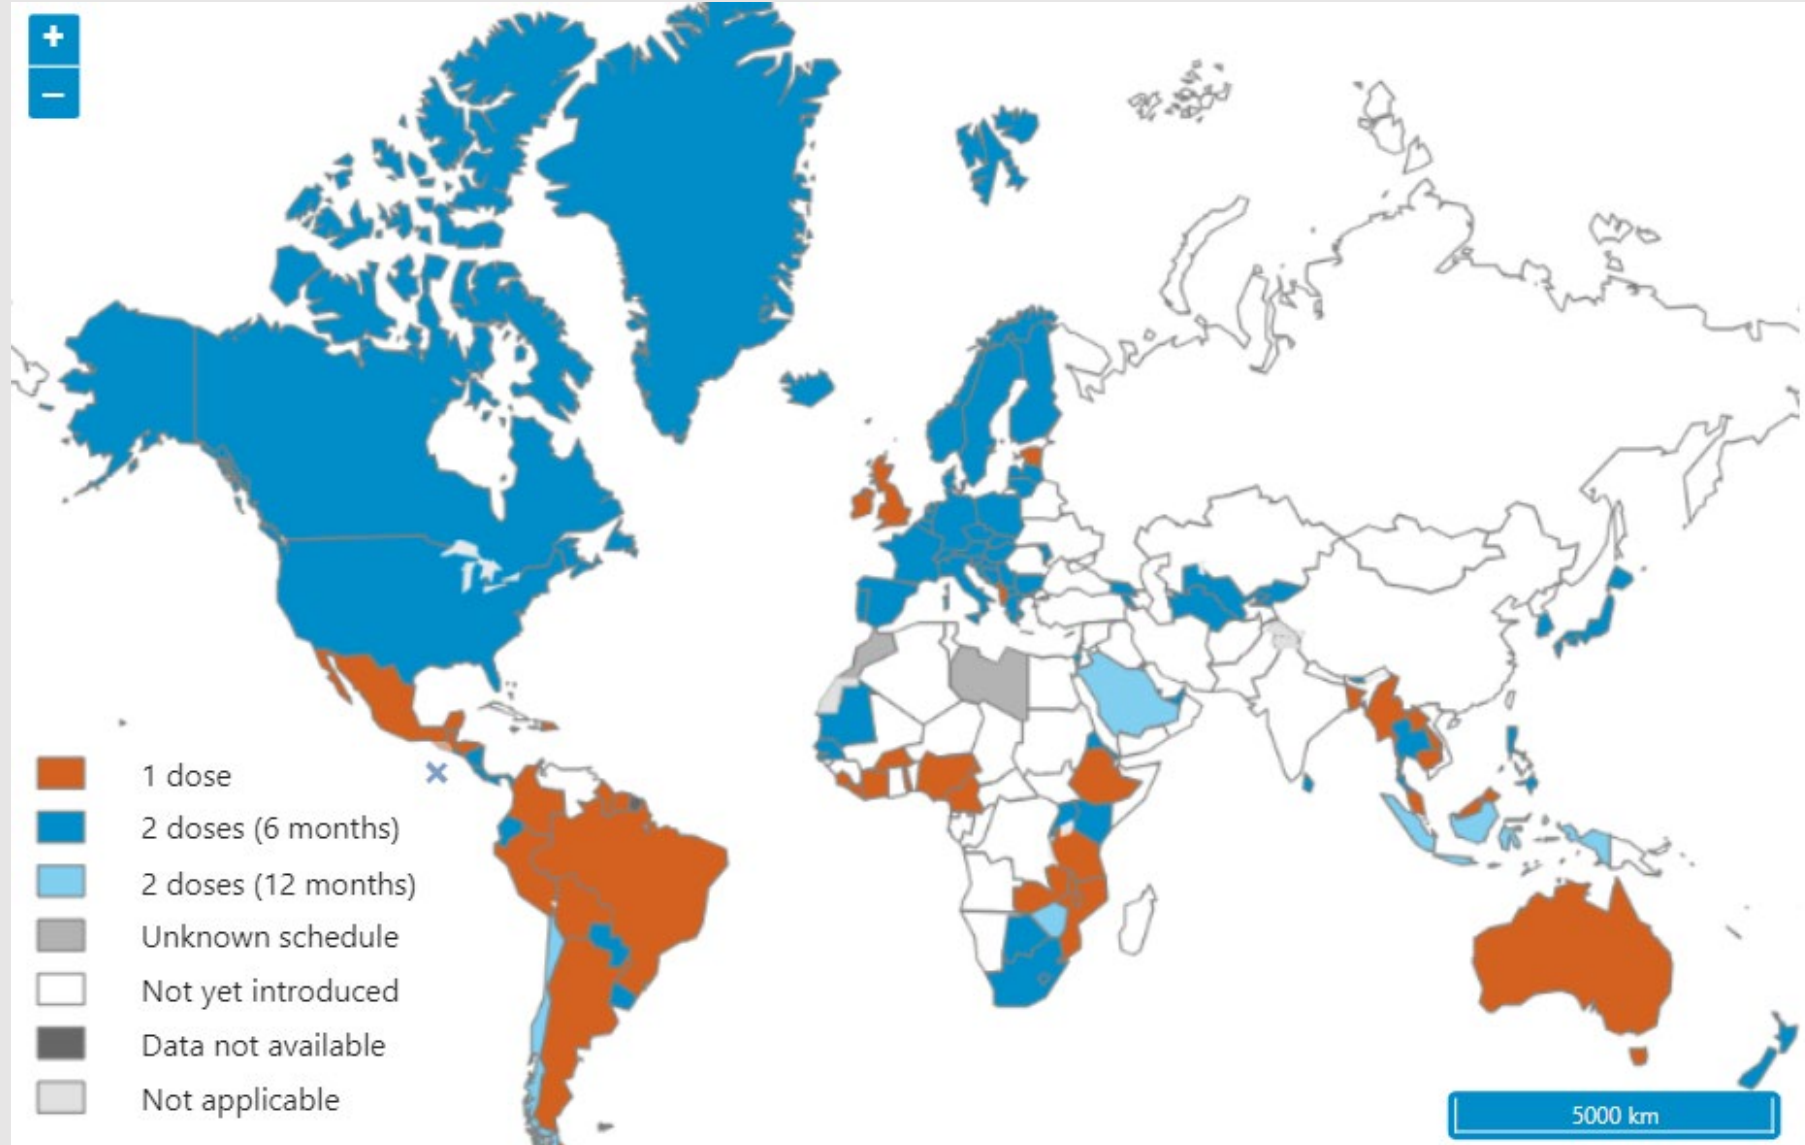 +
−
1 dose
2 doses (6 months)
2 doses (12 months)
Unknown schedule
Not yet introduced
Data not available
Not applicable
5000 km